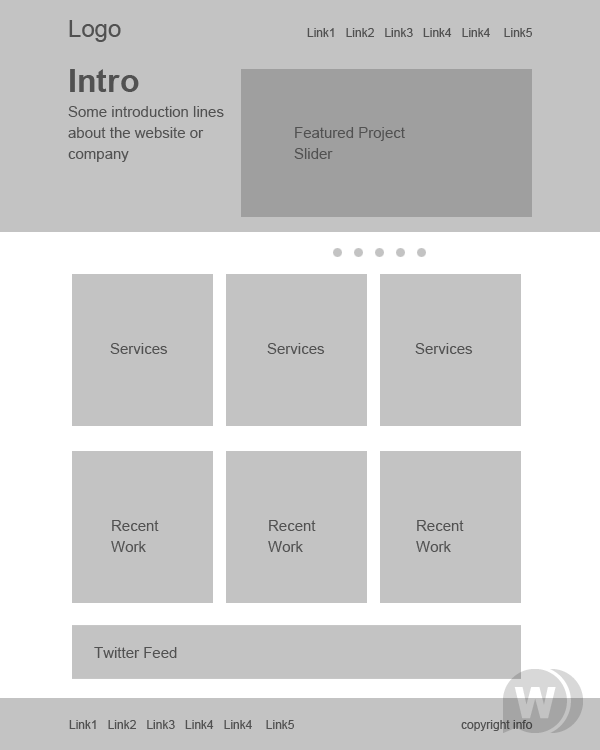 Logo
Link1 Link2 Link3 Link4 Link4 Link5
Intro
Some introduction lines
about the website or
company
Featured Project
Slider
Services Services Services
Recent Recent Recent
Work Work Work
Twitter Feed
W
Link1 Link2 Link3 Link4 Link4 Link5 copyright info